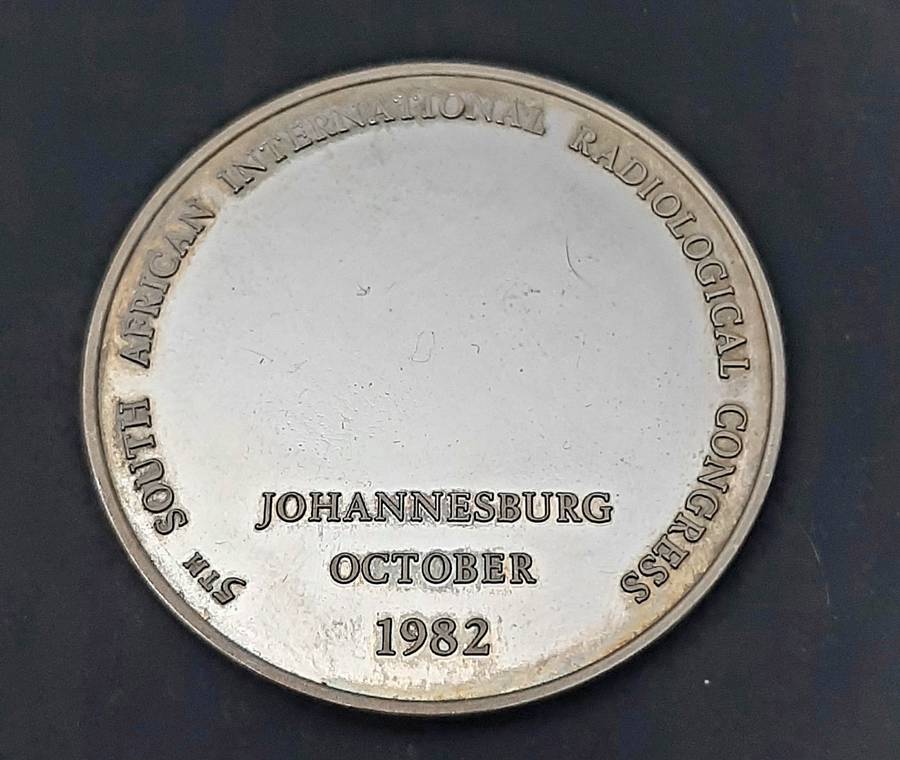 5TH SOUTH AFRICAN INTERNATIONAL RADIOLOGICAL CONGRESS
JOHANNESBURG
OCTOBER
1982